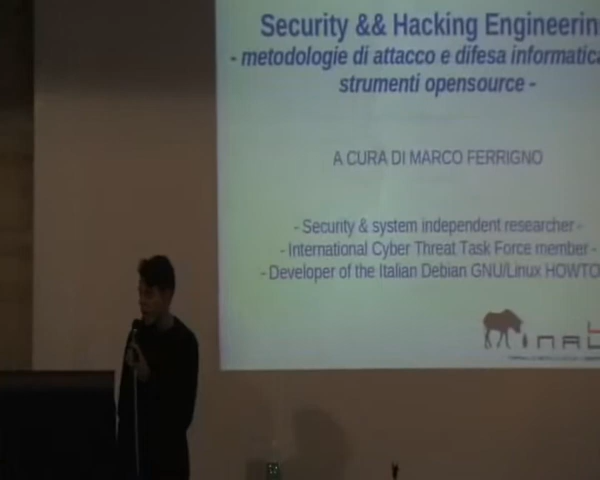 Security && Hacking Engineerin
- metodologie di attacco e difesa informatica
strumenti opensource -
A CURA DI MARCO FERRIGNO
- Security & system independent researcher -
- International Cyber Threat Task Force member -
- Developer of the Italian Debian GNU/Linux HOWTO